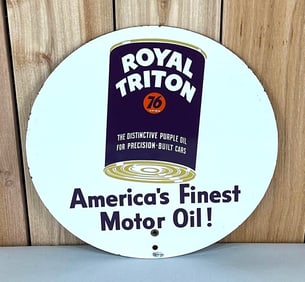 ROYAL
TRITON
76
THE DISTINCTIVE PURPLE OIL
FOR PRECISION-BUILT CARS
America's Finest
Motor Oil!